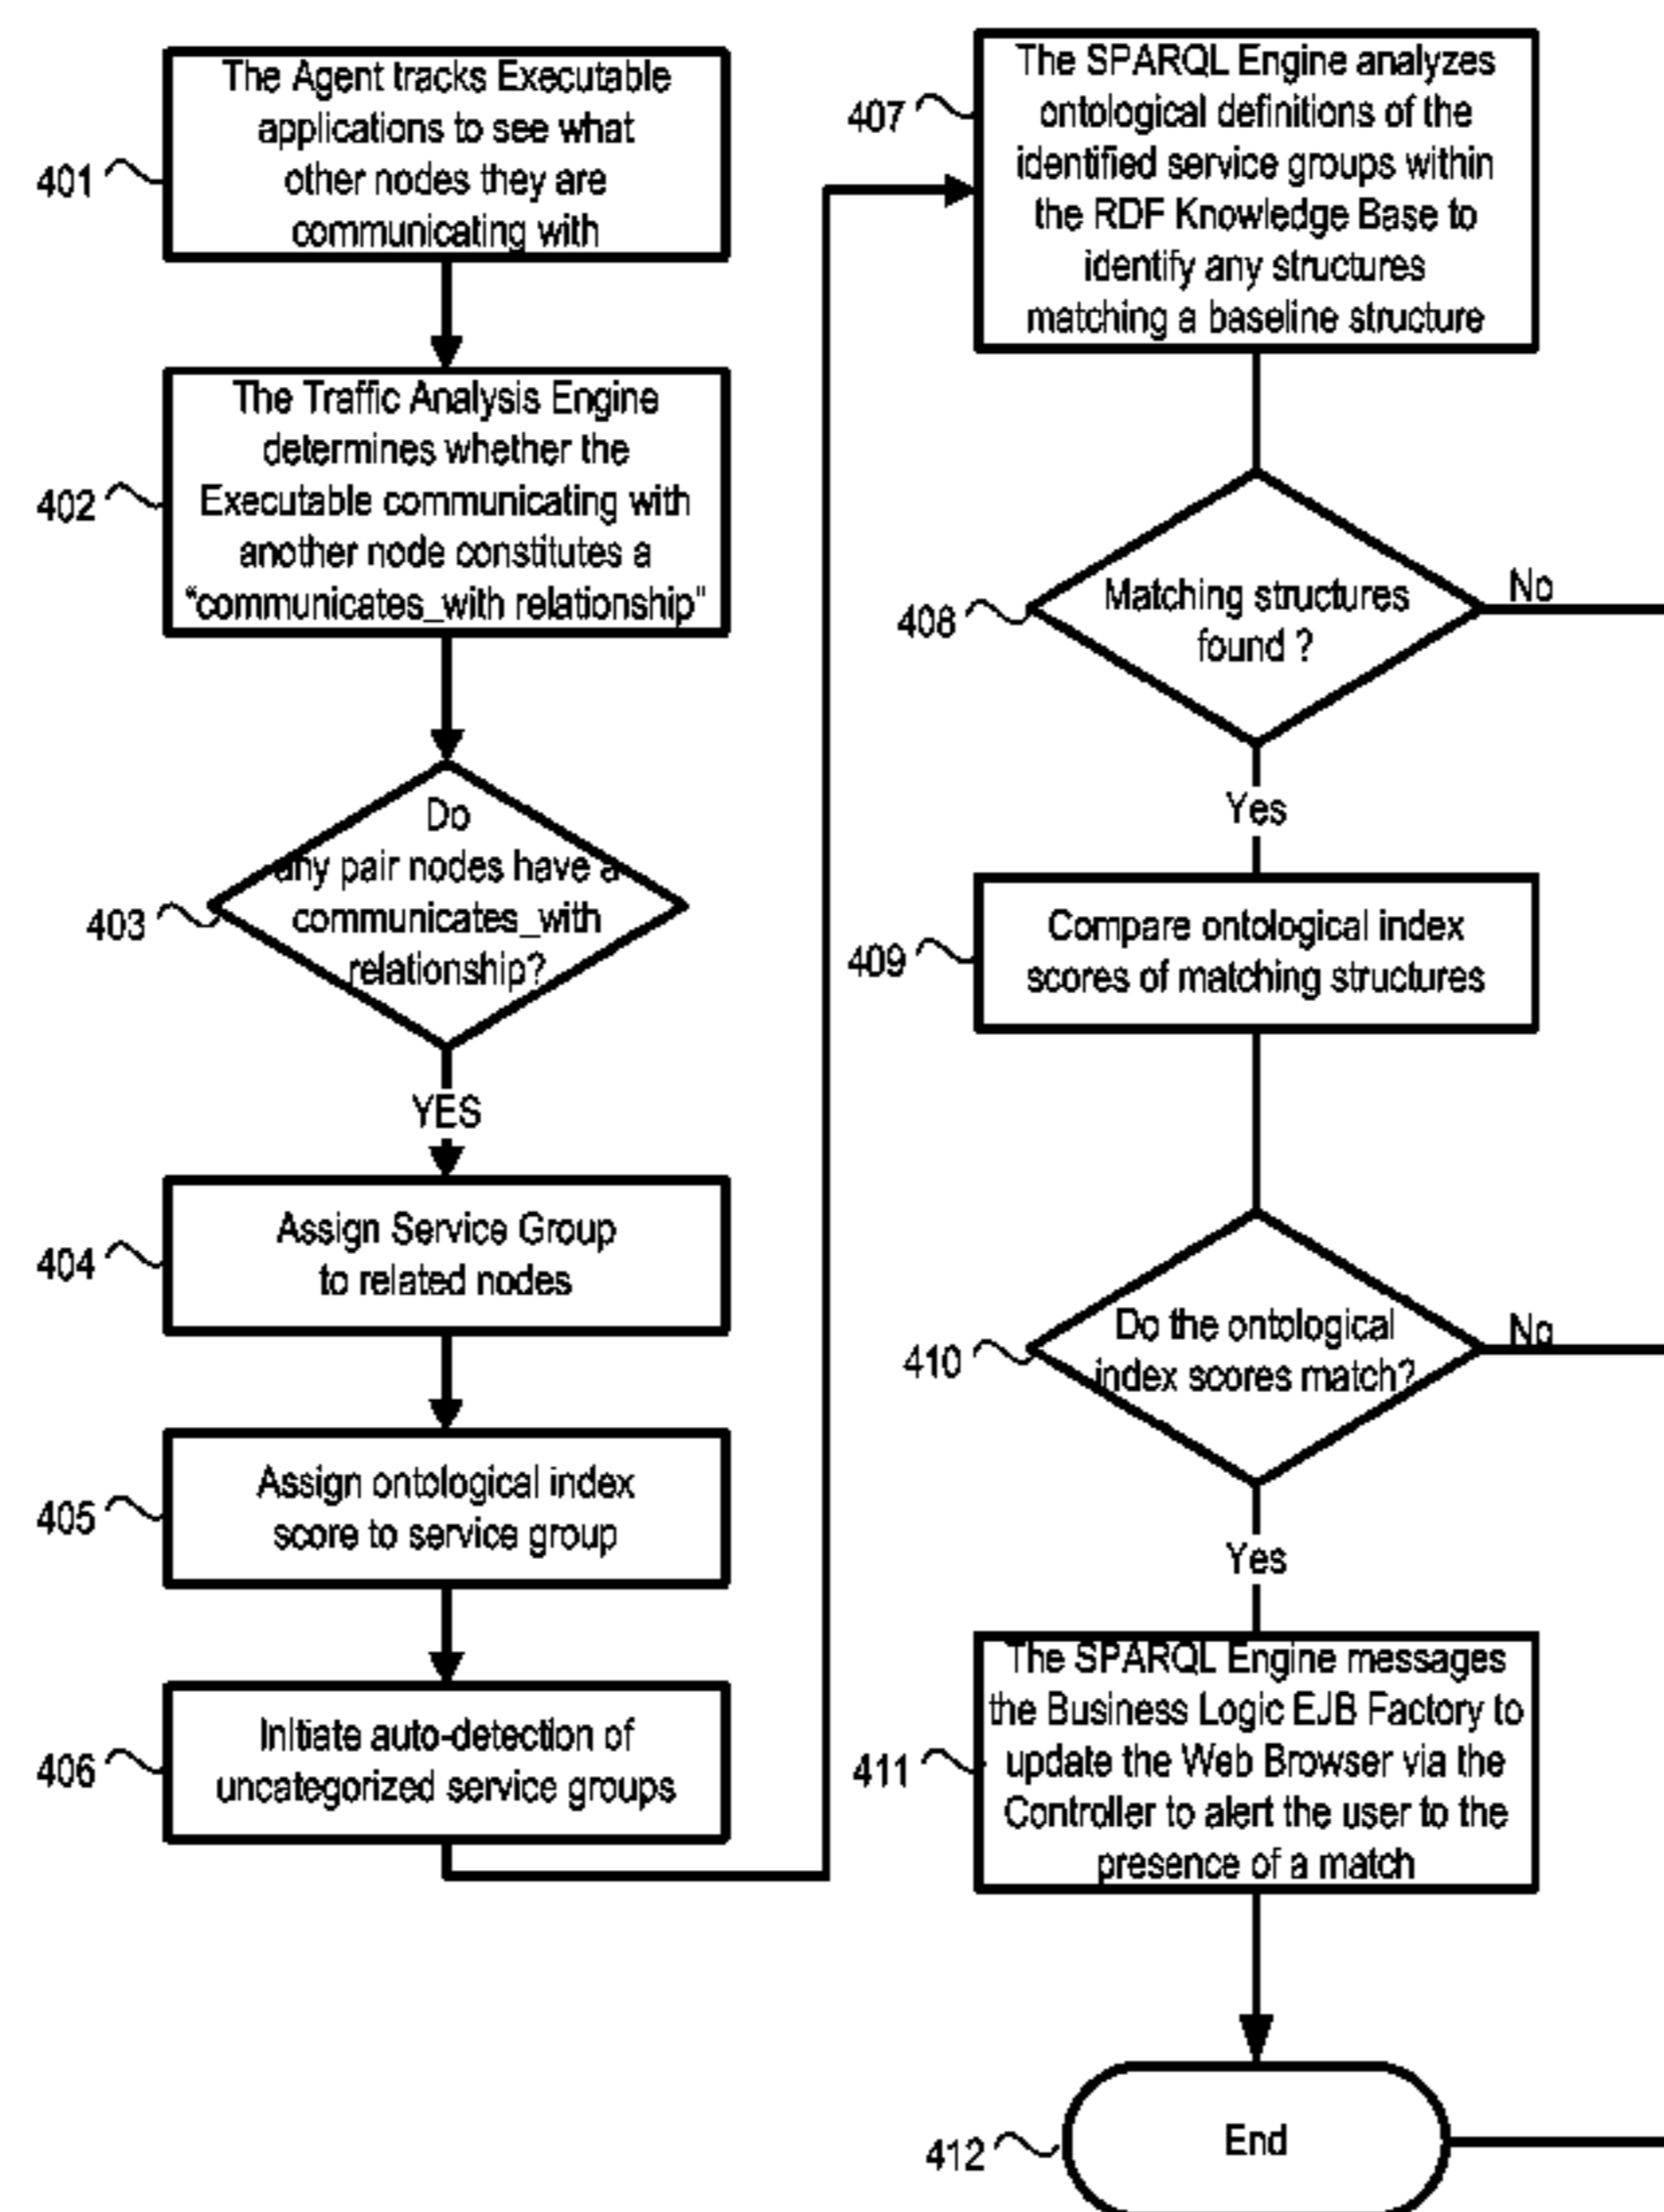 401
The Agent tracks Executable
applications to see what
other nodes they are
communicating with
402
The Traffic Analysis Engine
determines whether the
Executable communicating with
another node constitutes a
“communicates_with relationship"
403
Do
any pair nodes have a
communicates_with
relationship?
YES
404
Assign Service Group
to related nodes
405
Assign ontological index
score to service group
406
Initiate auto-detection of
uncategorized service groups
407
The SPARQL Engine analyzes
ontological definitions of the
identified service groups within
the RDF Knowledge Base to
identify any structures
matching a baseline structure
408
Matching structures
found ?
No
Yes
409
Compare ontological index
scores of matching structures
410
Do the ontological
index scores match?
No
Yes
411
The SPARQL Engine messages
the Business Logic EJB Factory to
update the Web Browser via the
Controller to alert the user to the
presence of a match
412
End